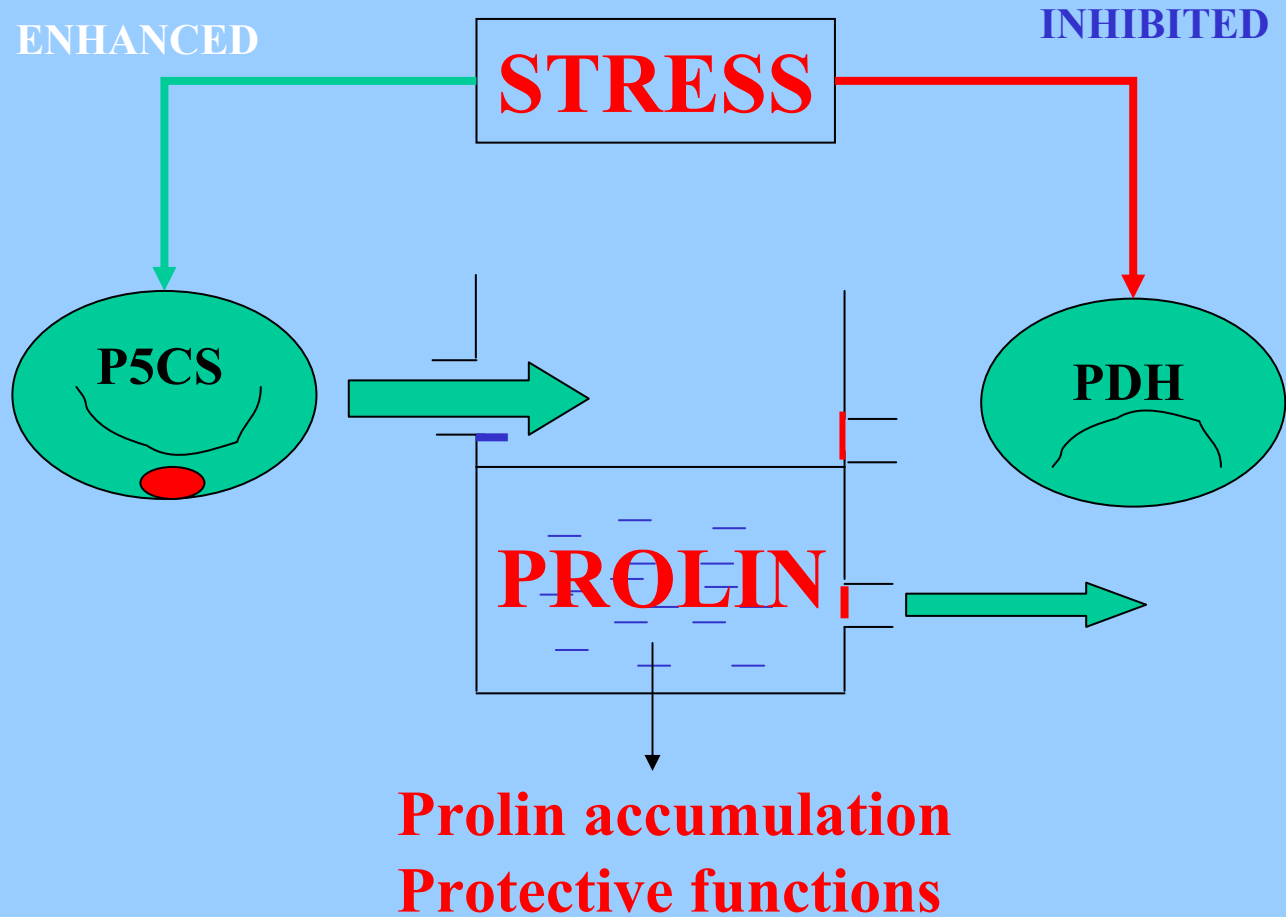 ENHANCED
INHIBITED
STRESS
P5CS
PDH
PROLIN
Prolin accumulation
Protective functions